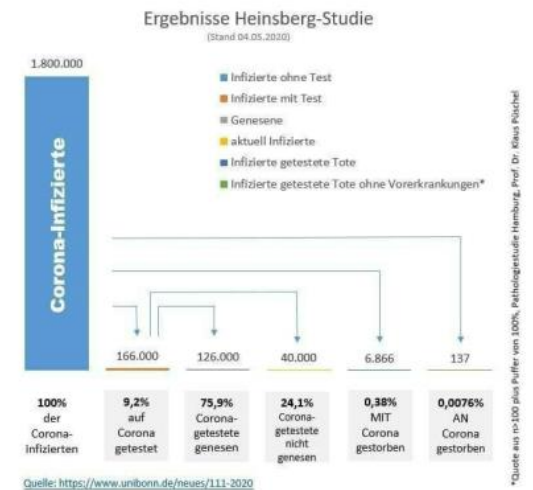 Ergebnisse Heinsberg-Studie
(Stand 04.05.2020)
1.800.000
Infizierte ohne Test
Infizierte mit Test
Genesene
aktuell Infizierte
Infizierte getestete Tote
Infizierte getestete Tote ohne Vorerkrankungen*
Corona-Infizierte
166.000
126.000
40.000
6.866
137
100%
der
Corona-
Infizierten
9,2%
auf
Corona
getestet
75,9%
Corona-
getestete
genesen
24,1%
Corona-
getestete
nicht
genesen
0,38%
MIT
Corona
gestorben
0,0076%
AN
Corona
gestorben
*Quote aus n>100 plus Puffer von 100%, Pathologiestudie Hamburg, Prof. Dr. Klaus Püschel
Quelle: https://www.unibonn.de/neues/111-2020